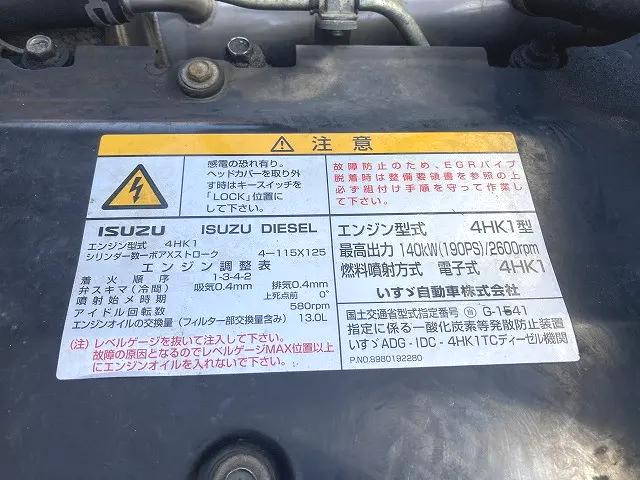 ⚠ 注意
感電の恐れ有り。
ヘッドカバーを取り外
す時はキースイッチを
「LOCK」位置に
して下さい。
故障防止のため、EGRパイプ
脱着時は整備要領書を参照の上
必ず組付け手順を守って作業し
て下さい。
ISUZU ISUZU DIESEL
エンジン型式 4HK1
シリンダー数ーボアXストローク 4-115X125
エンジン調整表
着火順序 1-3-4-2
弁スキマ(冷間) 吸気0.4mm 排気0.4mm
噴射始メ時期 上死点前 0°
アイドル回転数 580rpm
エンジンオイルの交換量(フィルター部交換量含み) 13.0L
(注)レベルゲージを抜いて注入して下さい。
故障の原因となるのでレベルゲージMAX位置以上
にエンジンオイルを入れないで下さい。
エンジン型式 4HK1型
最高出力 140kW(190PS)/2600rpm
燃料噴射方式 電子式 4HK1
いすゞ自動車株式会社
国土交通省型式指定番号 G-1541
指定に係る一酸化炭素等発散防止装置
いすゞADG-IDC-4HK1TCディーゼル機関
P.NO.8980192280